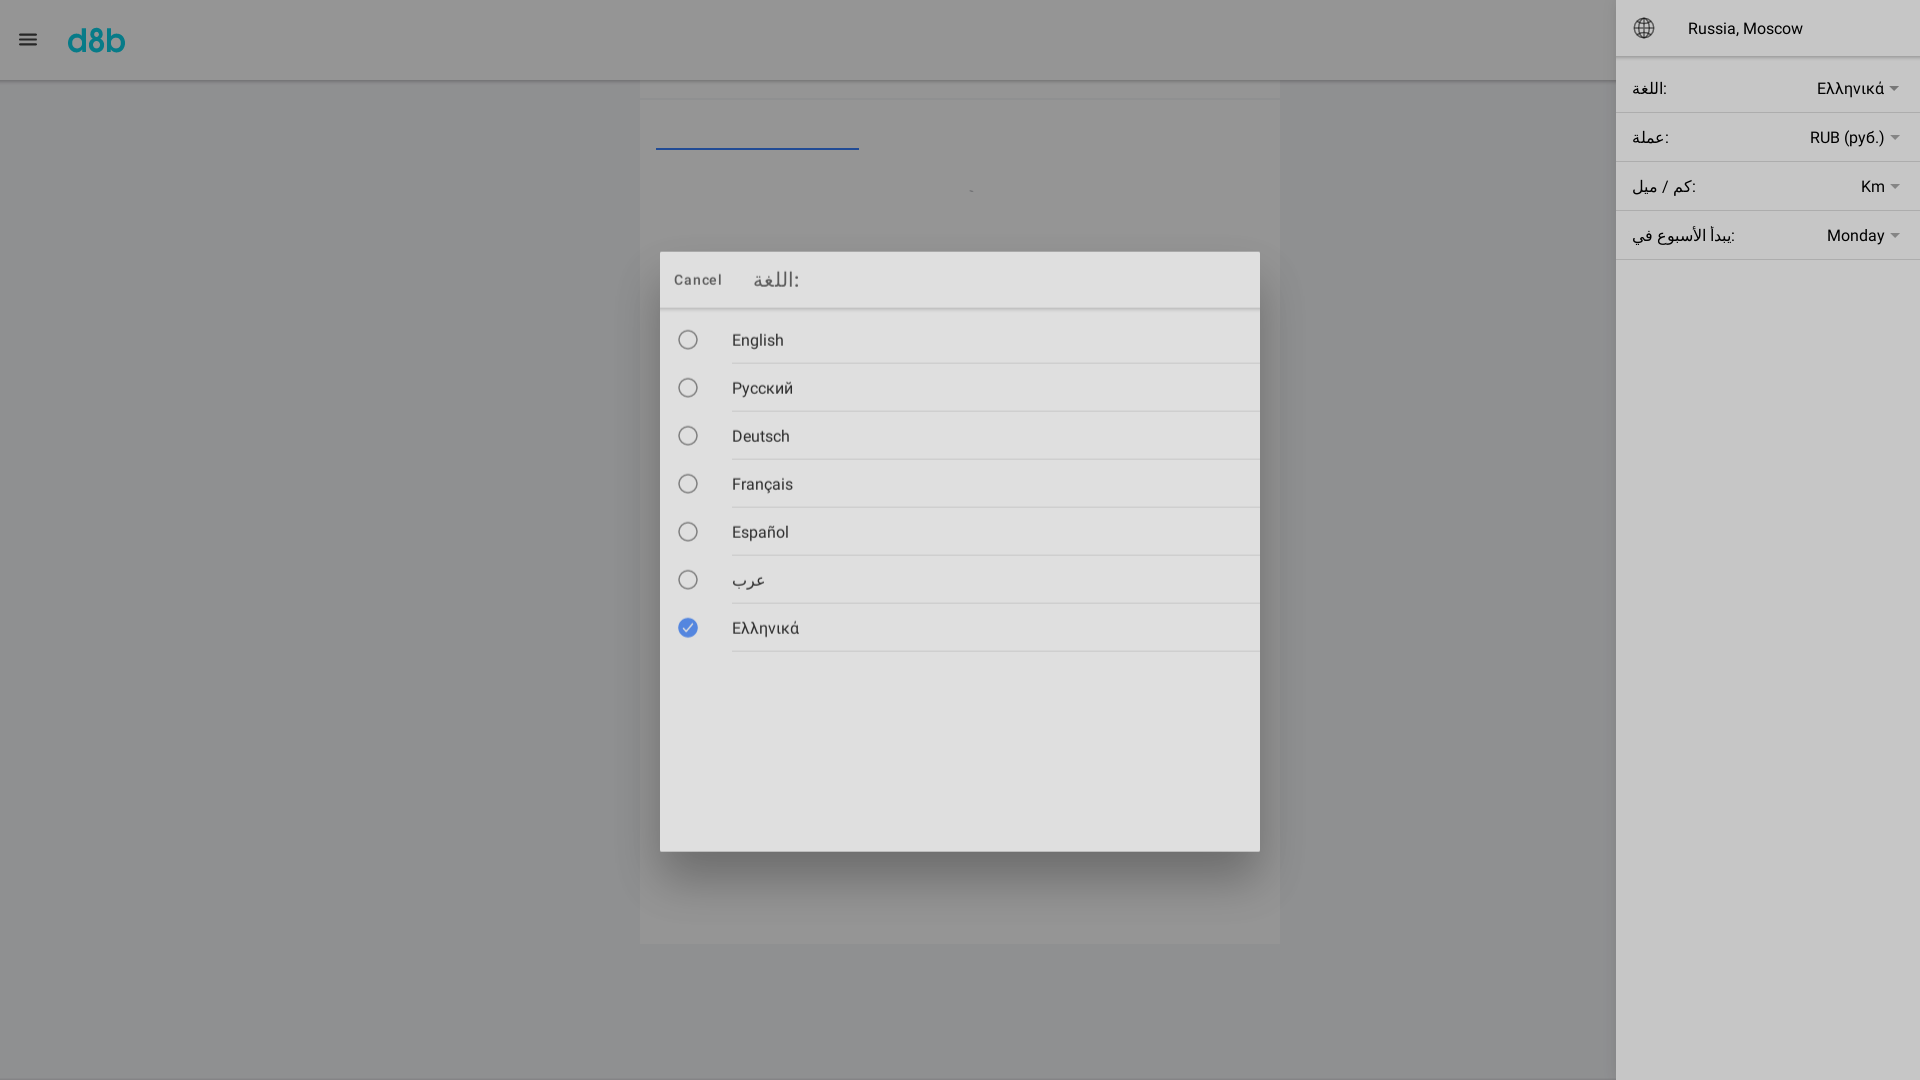 d8b
Russia, Moscow
اللغة:
Ελληνικά
عملة:
RUB (руб.)
كم / ميل:
Km
يبدأ الأسبوع في:
Monday
Cancel
اللغة:
English
Русский
Deutsch
Français
Español
عرب
Ελληνικά